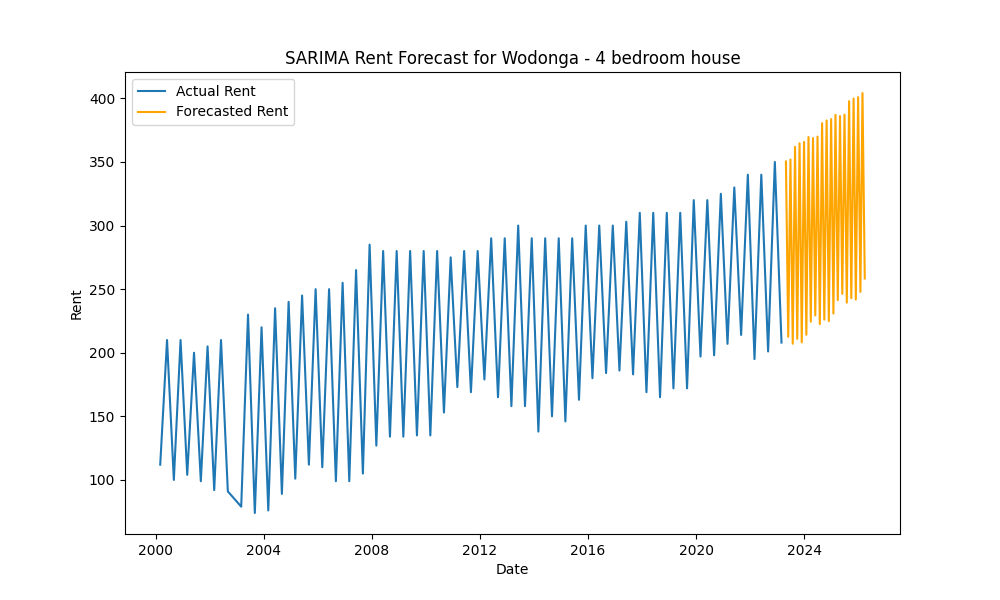 SARIMA Rent Forecast for Wodonga - 4 bedroom house
Actual Rent
Forecasted Rent
400
350
300
250
200
150
100
Rent
2000 2004 2008 2012 2016 2020 2024
Date